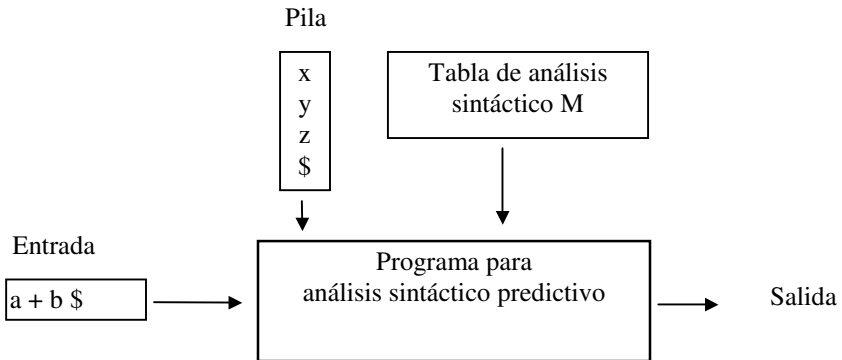 Pila
x
y
z
$
Tabla de análisis
sintáctico M
Entrada
a + b $
Programa para
análisis sintáctico predictivo
Salida